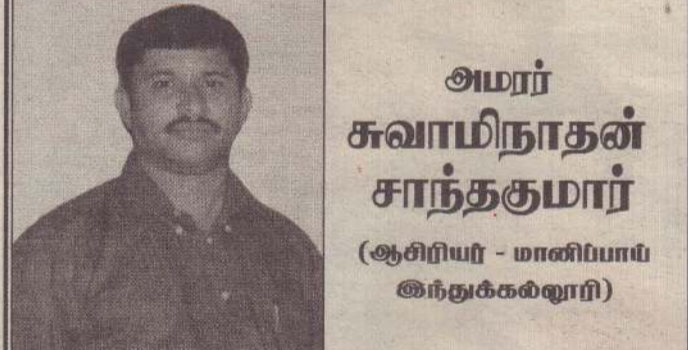 அமரர்
சுவாமிநாதன்
சாந்தகுமார்
(ஆசிரியர் - மானிப்பாய்
இந்துக்கல்லூரி)